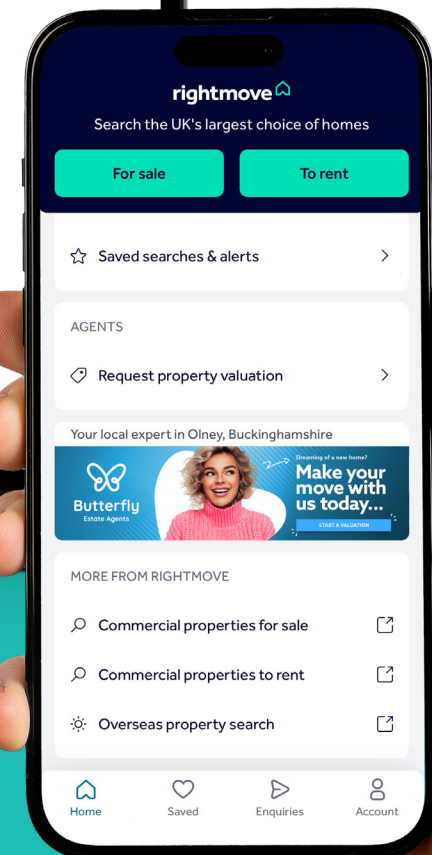 rightmove
Search the UK's largest choice of homes
For sale
To rent
Saved searches & alerts
AGENTS
Request property valuation
Your local expert in Olney, Buckinghamshire
Butterfly
Estate Agents
Dreaming of a new home?
Make your
move with
us today...
START A VALUATION
MORE FROM RIGHTMOVE
Commercial properties for sale
Commercial properties to rent
Overseas property search
Home
Saved
Enquiries
Account